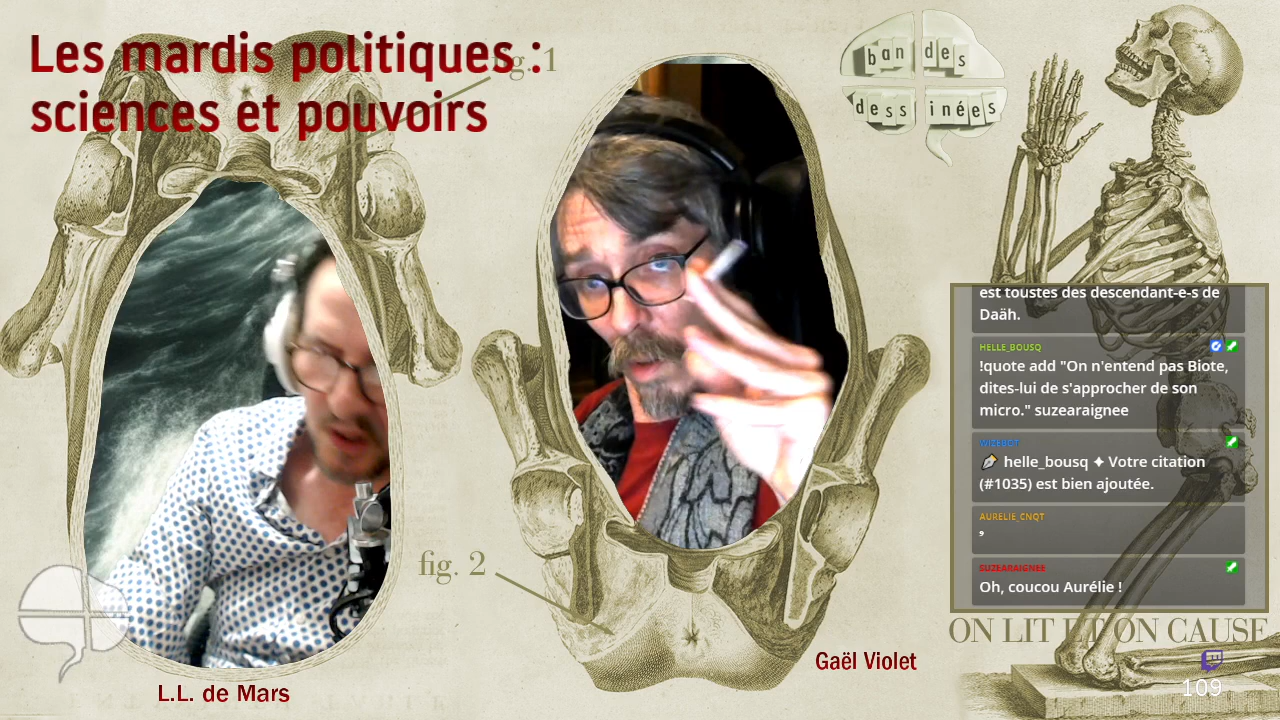 Les mardis politiques :
sciences et pouvoirs
fig. 1
ban des
dess inées
est toustes des descendant-e-s de
Daäh.
HELLE_BOUSQ
!quote add "On n'entend pas Biote,
dites-lui de s'approcher de son
micro." suzearaignee
WIZEBOT
helle_bousq ✦ Votre citation
(#1035) est bien ajoutée.
AURELIE_CNQT
,
SUZEARAIGNEE
Oh, coucou Aurélie !
fig. 2
ON LIT ET ON CAUSE
Gaël Violet
109
L.L. de Mars